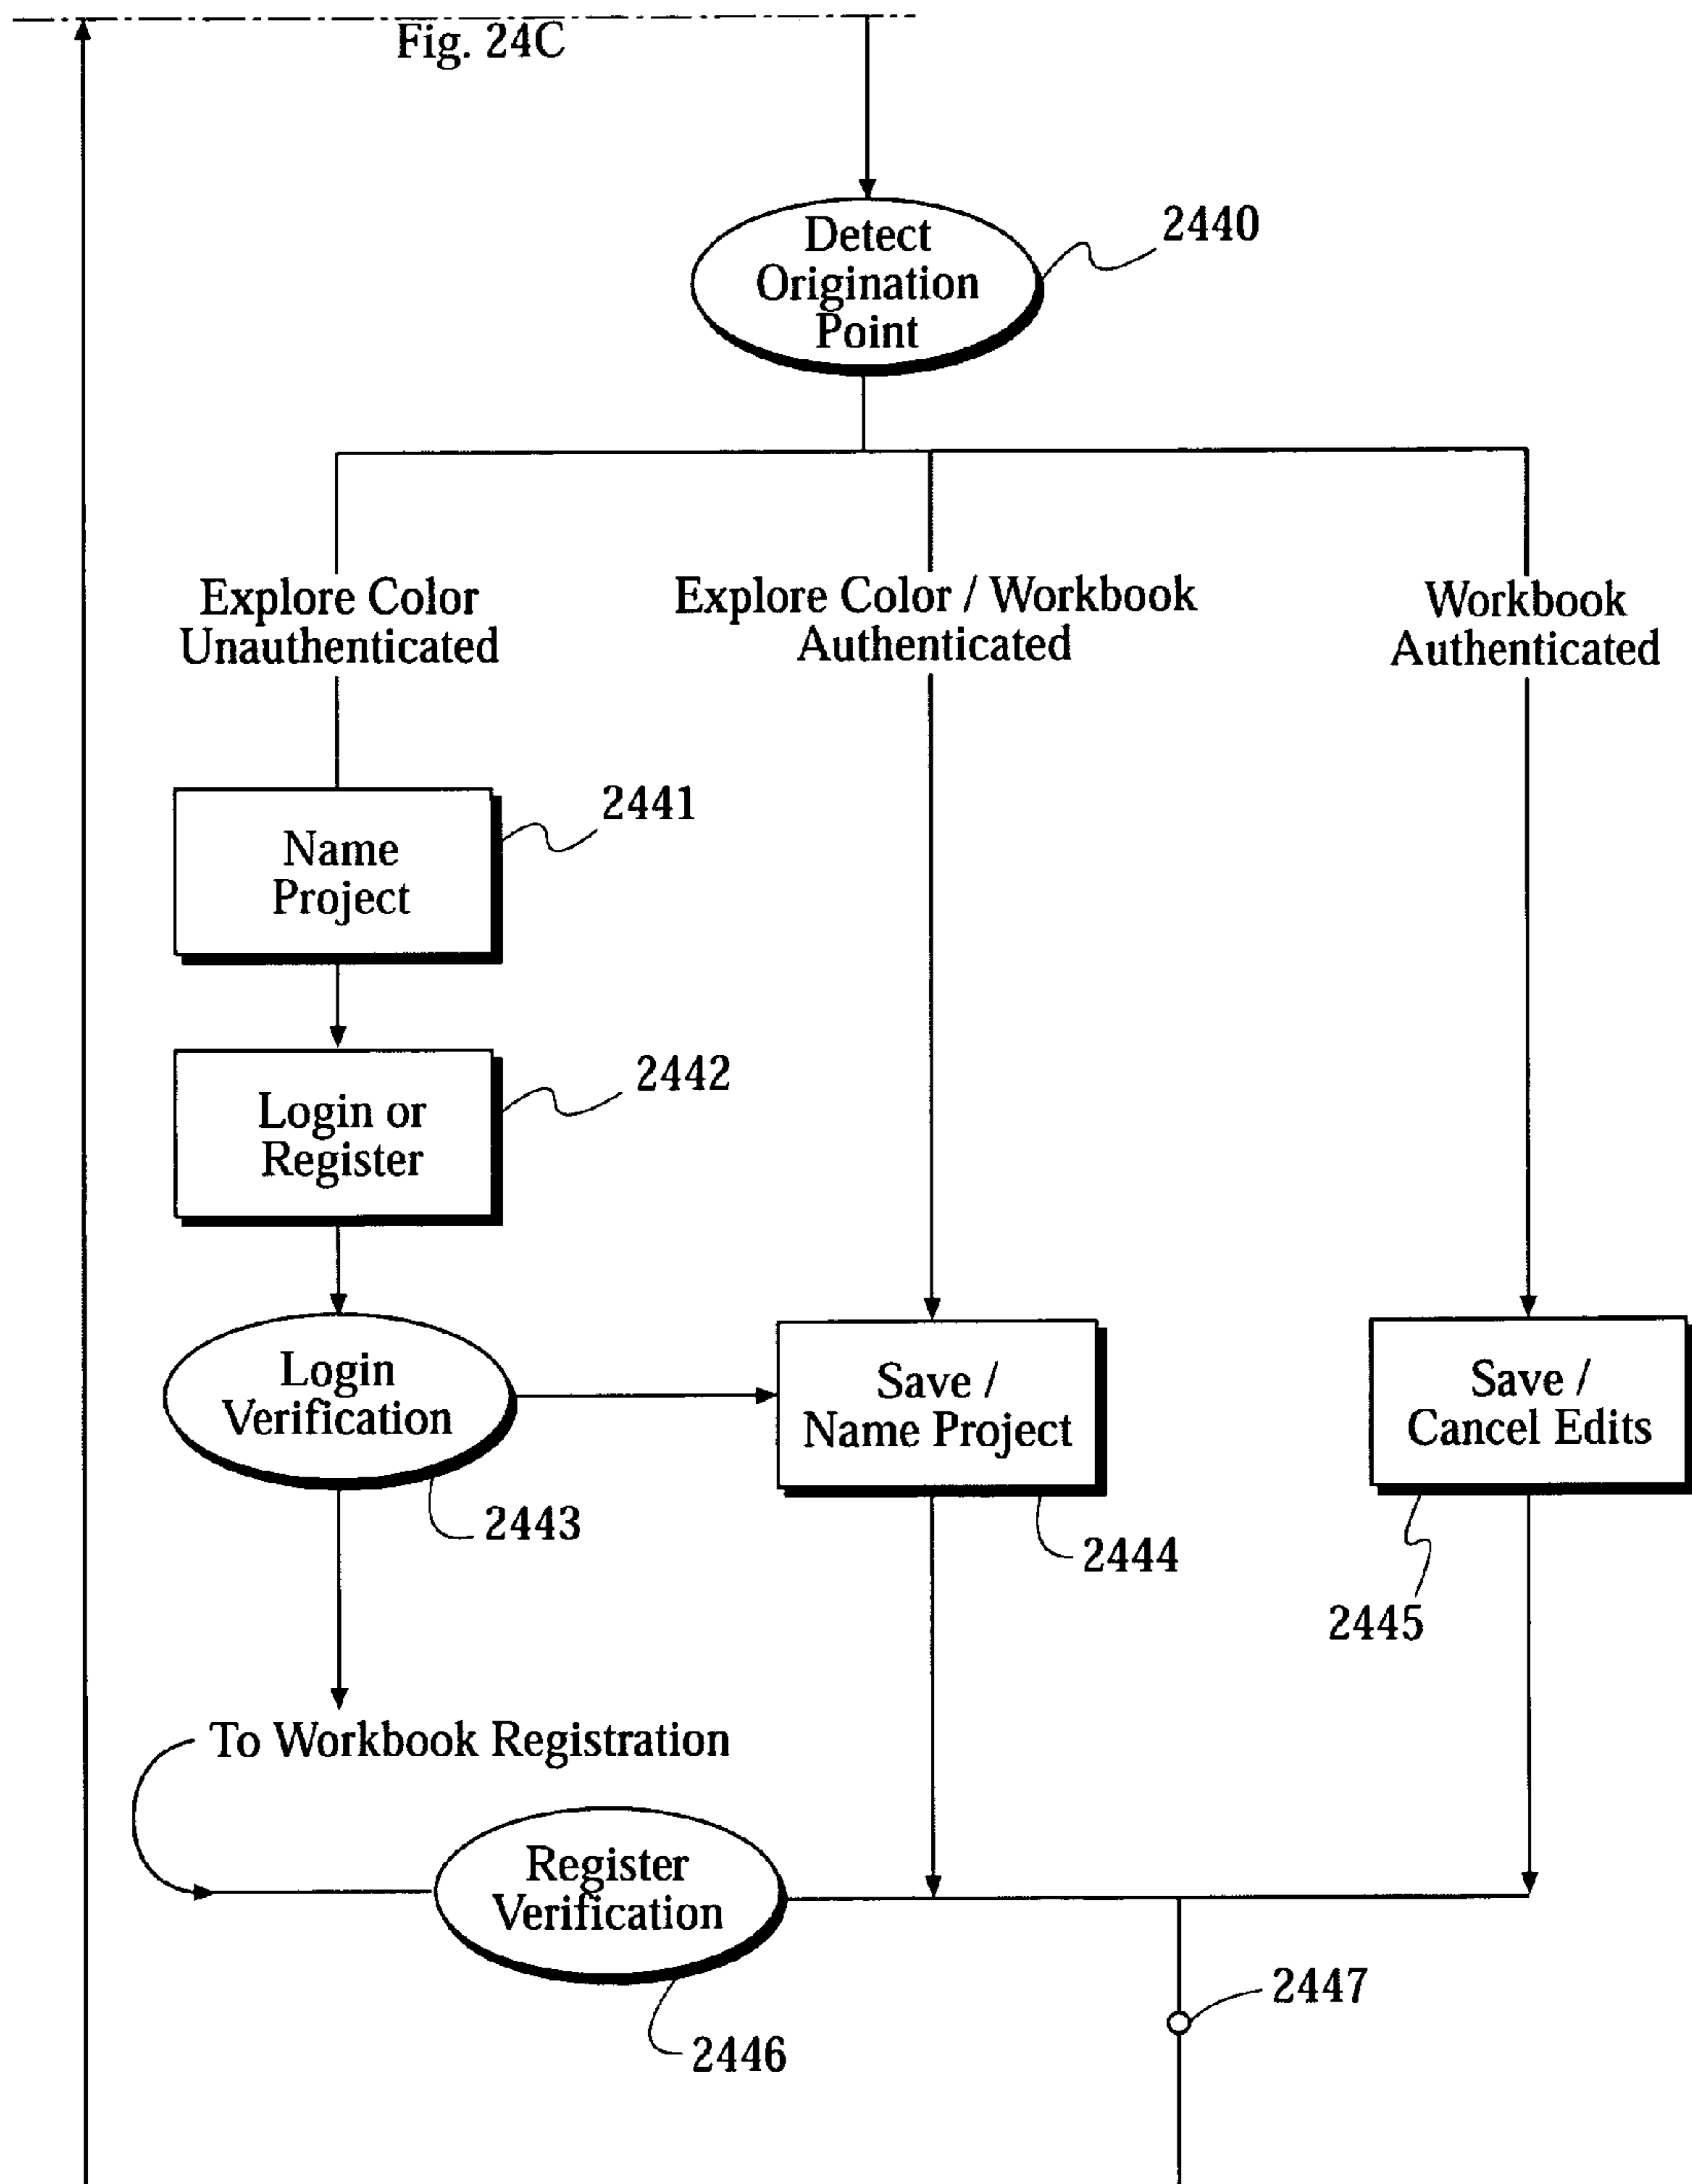 Fig. 24C
Detect
Origination
Point
2440
Explore Color
Unauthenticated
Explore Color / Workbook
Authenticated
Workbook
Authenticated
Name
Project
2441
Login or
Register
2442
Login
Verification
2443
Save /
Name Project
2444
Save /
Cancel Edits
2445
To Workbook Registration
Register
Verification
2446
2447